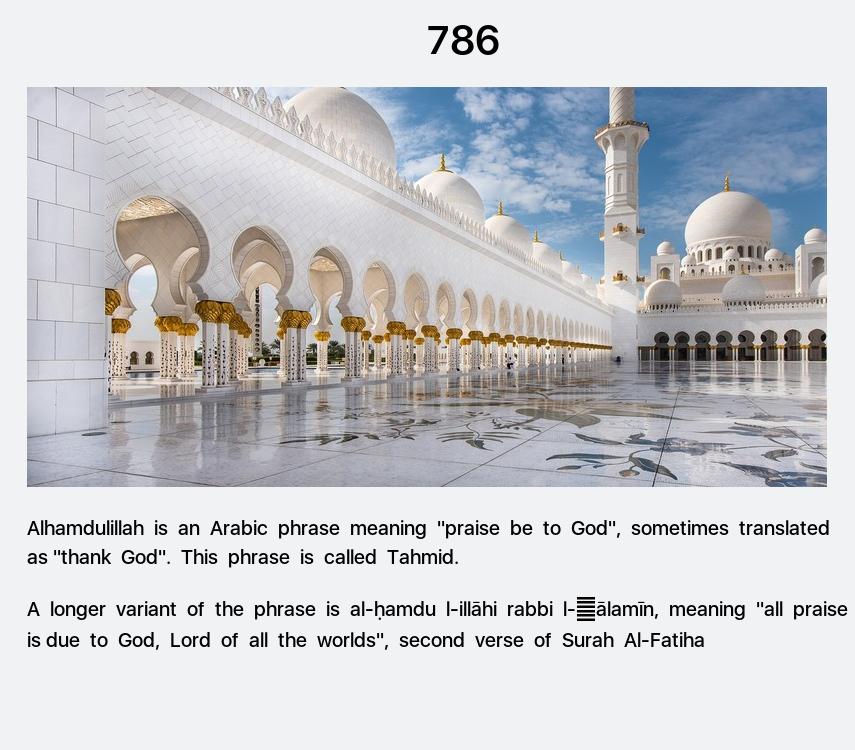 786
Alhamdulillah is an Arabic phrase meaning "praise be to God", sometimes translated
as "thank God". This phrase is called Tahmid.
A longer variant of the phrase is al-ḥamdu l-illāhi rabbi l-ālamīn, meaning "all praise
is due to God, Lord of all the worlds", second verse of Surah Al-Fatiha